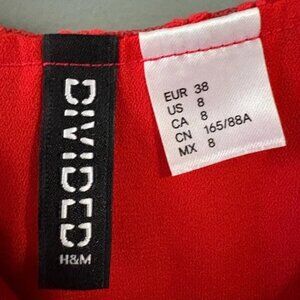 DIVIDED
H&M
EUR 38
US 8
CA 8
CN 165/88A
MX 8